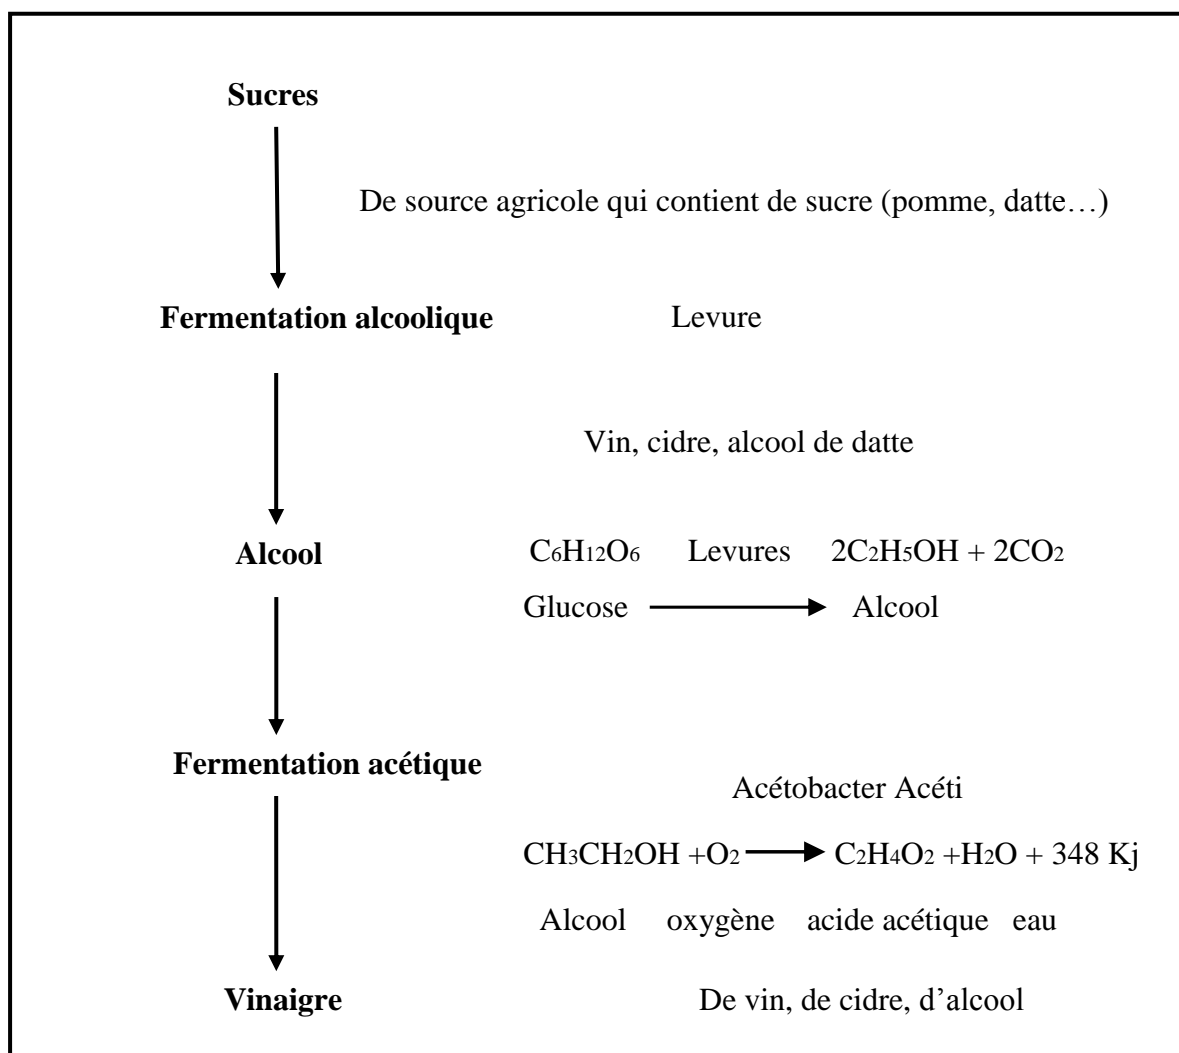 Sucres
De source agricole qui contient de sucre (pomme, datte…)
Fermentation alcoolique Levure
Vin, cidre, alcool de datte
Alcool C6H12O6 Levures 2C2H5OH + 2CO2
Glucose Alcool
Fermentation acétique
Acétobacter Acéti
CH3CH2OH +O2 C2H4O2 +H2O + 348 Kj
Alcool oxygène acide acétique eau
Vinaigre De vin, de cidre, d’alcool